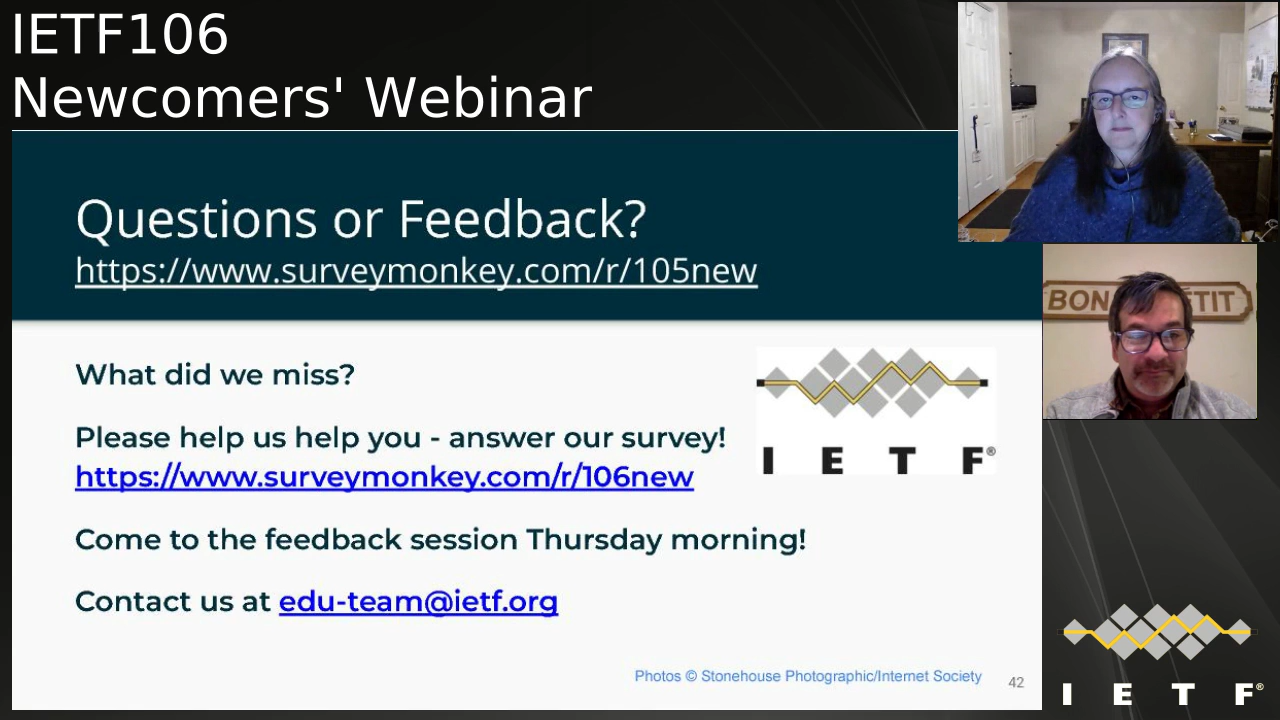 IETF106
Newcomers' Webinar
Questions or Feedback?
https://www.surveymonkey.com/r/105new
BON TIT
What did we miss?
Please help us help you - answer our survey!
https://www.surveymonkey.com/r/106new
I E T F®
Come to the feedback session Thursday morning!
Contact us at edu-team@ietf.org
Photos © Stonehouse Photographic/Internet Society
42
I E T F®